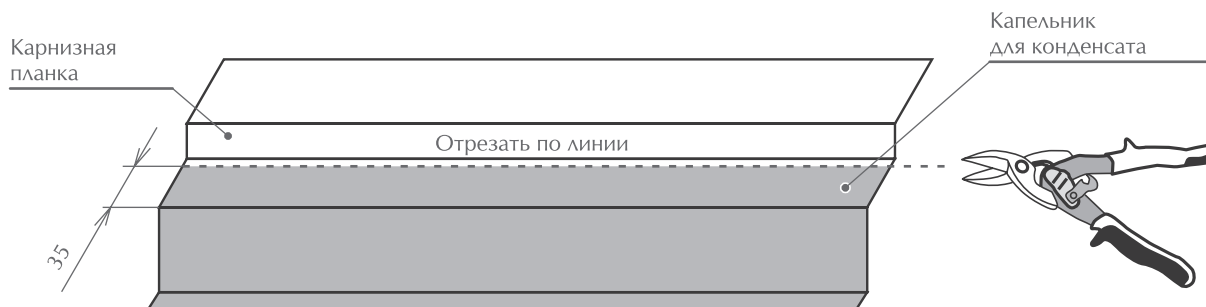 Карнизная
планка
Капельник
для конденсата
Отрезать по линии
35